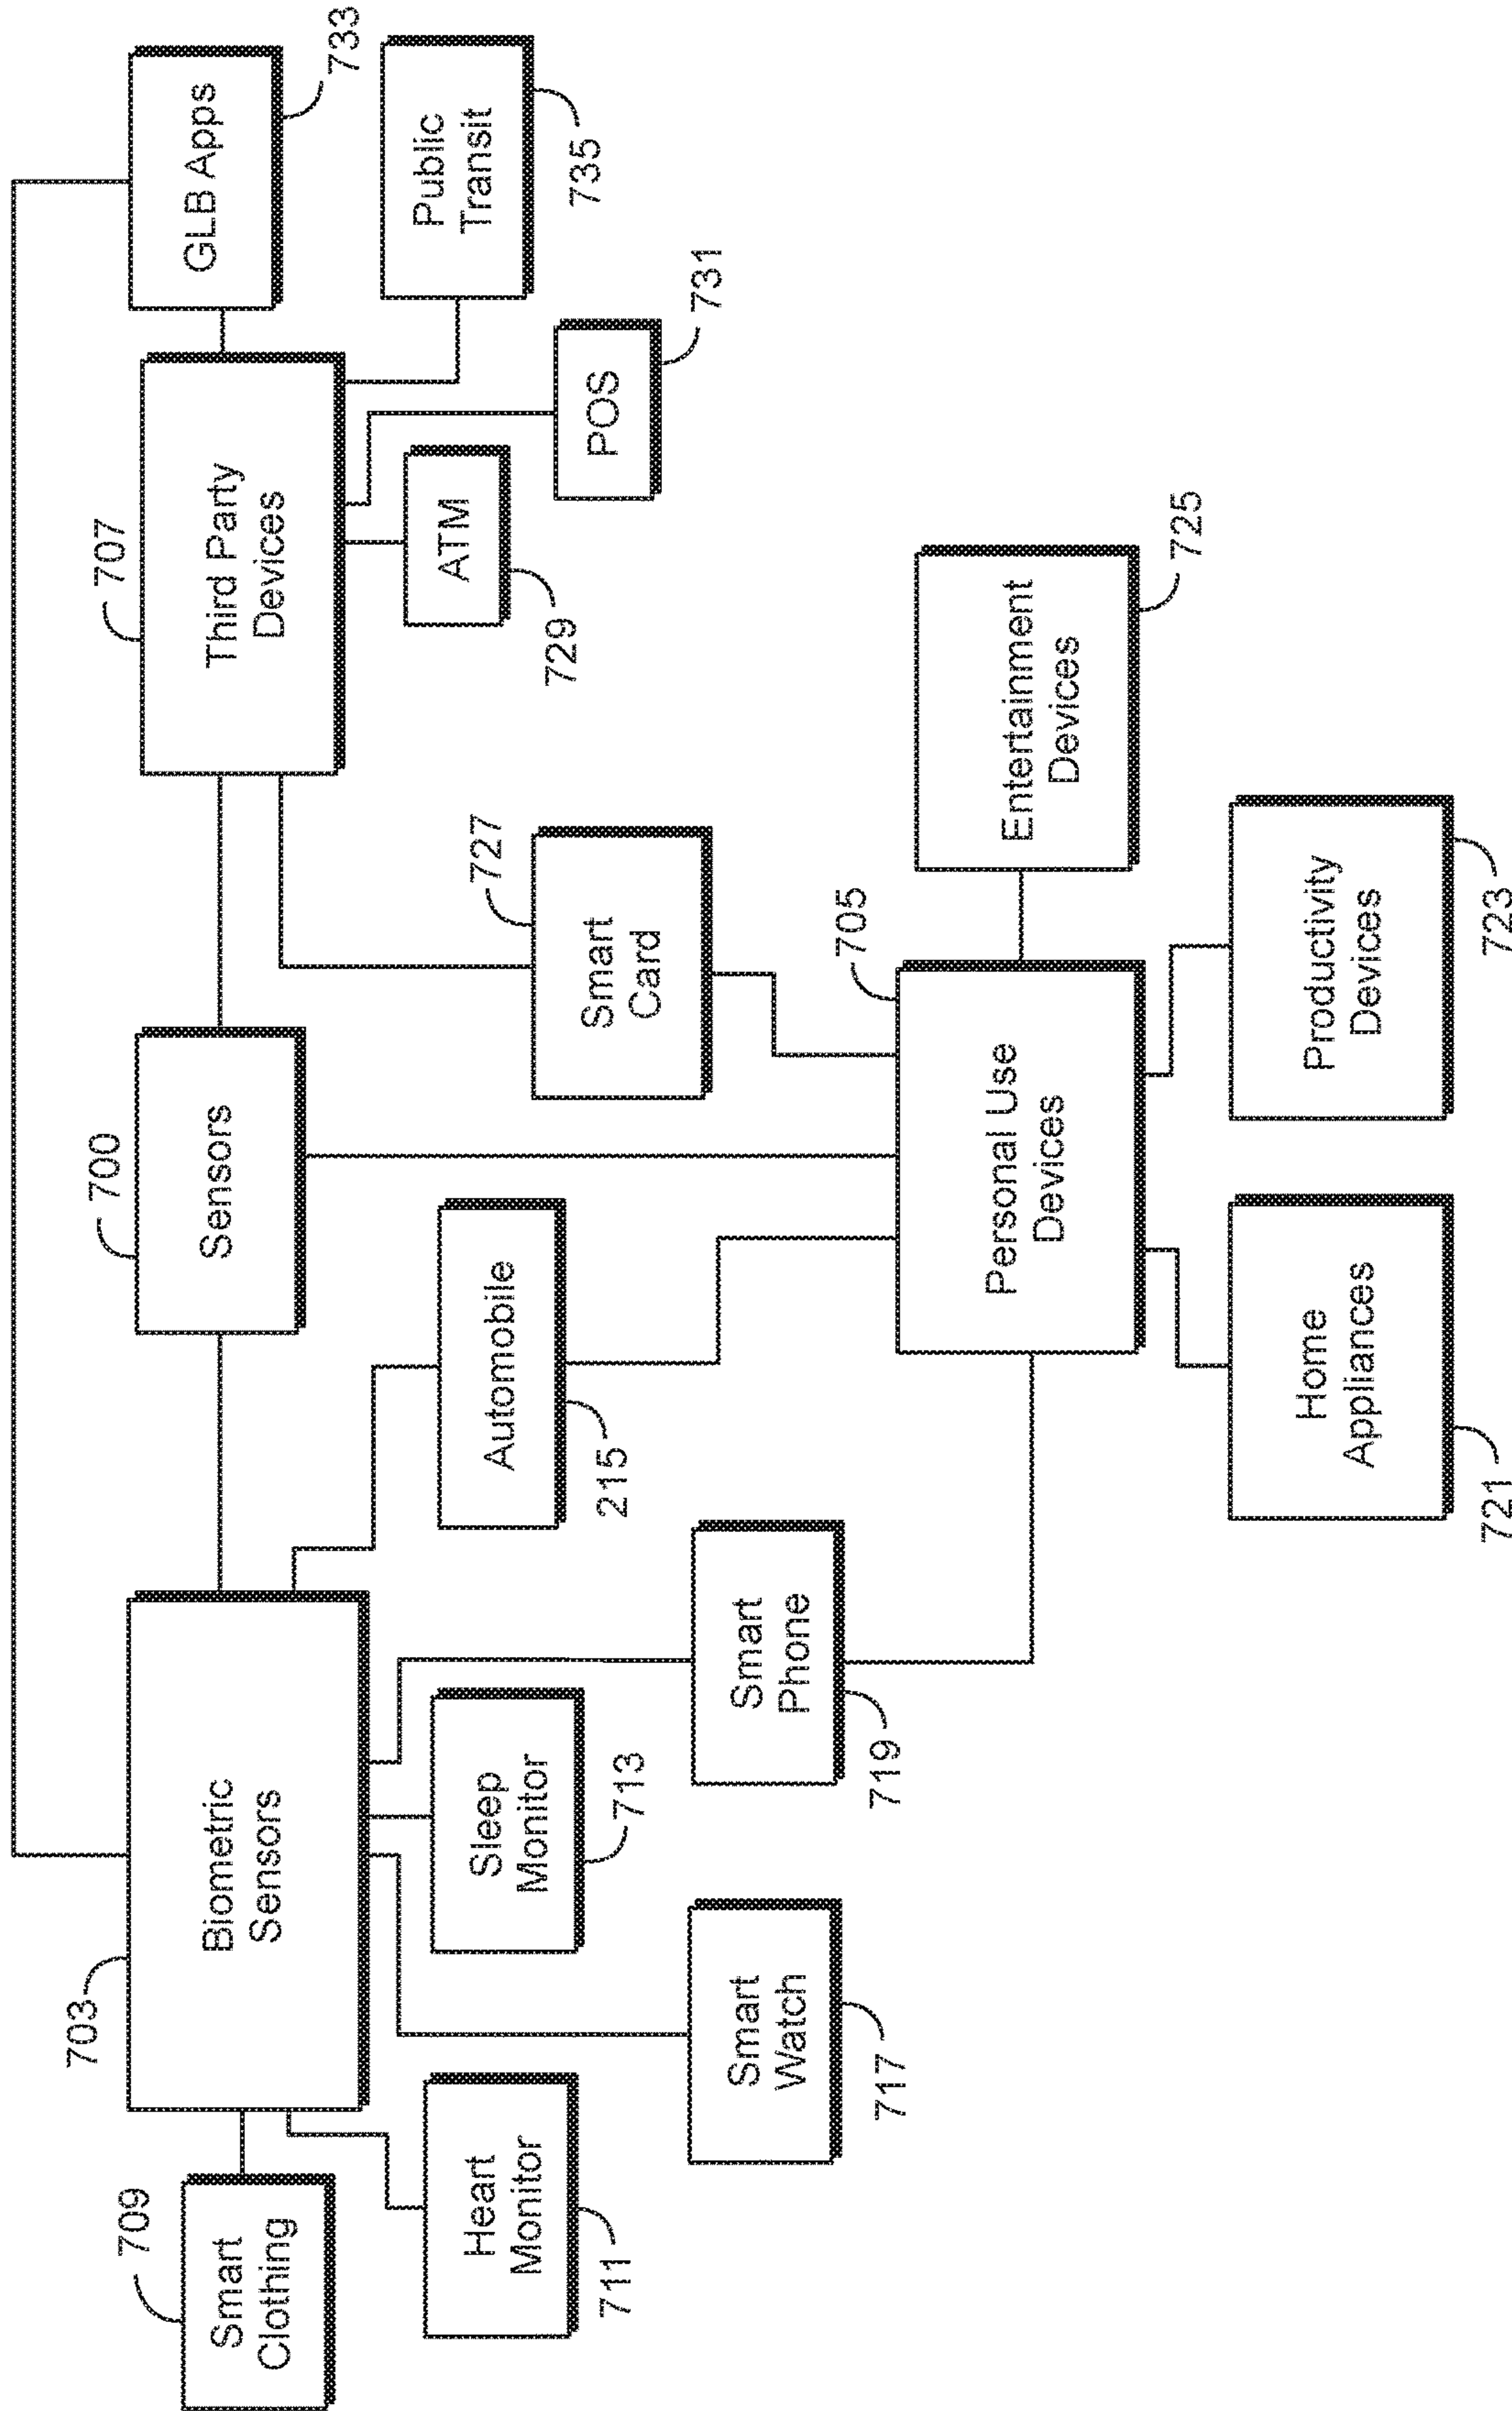 703
Biometric
Sensors
700
Sensors
707
Third Party
Devices
GLB Apps
733
709
Smart
Clothing
Heart
Monitor
711
Sleep
Monitor
713
Automobile
215
ATM
729
Public
Transit
735
POS
731
727
Smart
Card
Smart
Watch
717
Smart
Phone
719
705
Personal Use
Devices
Entertainment
Devices
725
Home
Appliances
721
Productivity
Devices
723